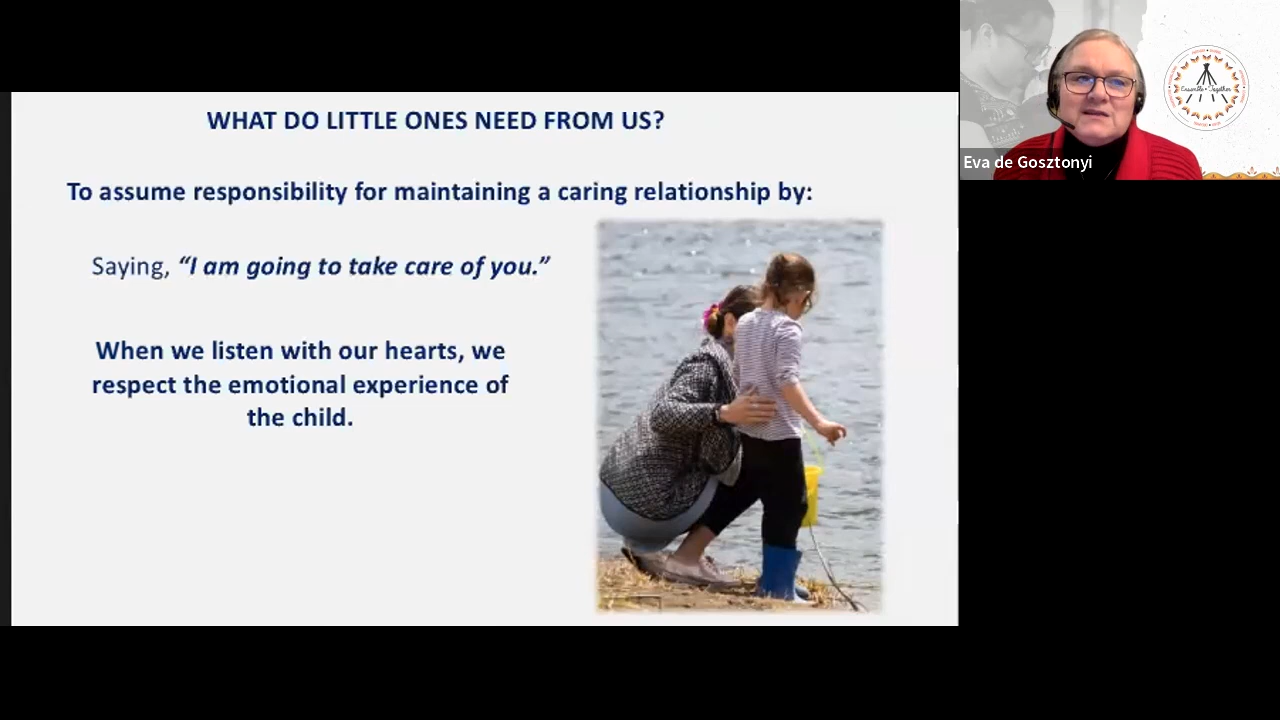 WHAT DO LITTLE ONES NEED FROM US?
To assume responsibility for maintaining a caring relationship by:
Saying, “I am going to take care of you.”
When we listen with our hearts, we
respect the emotional experience of
the child.
Eva de Gosztonyi
Ensemble • Together